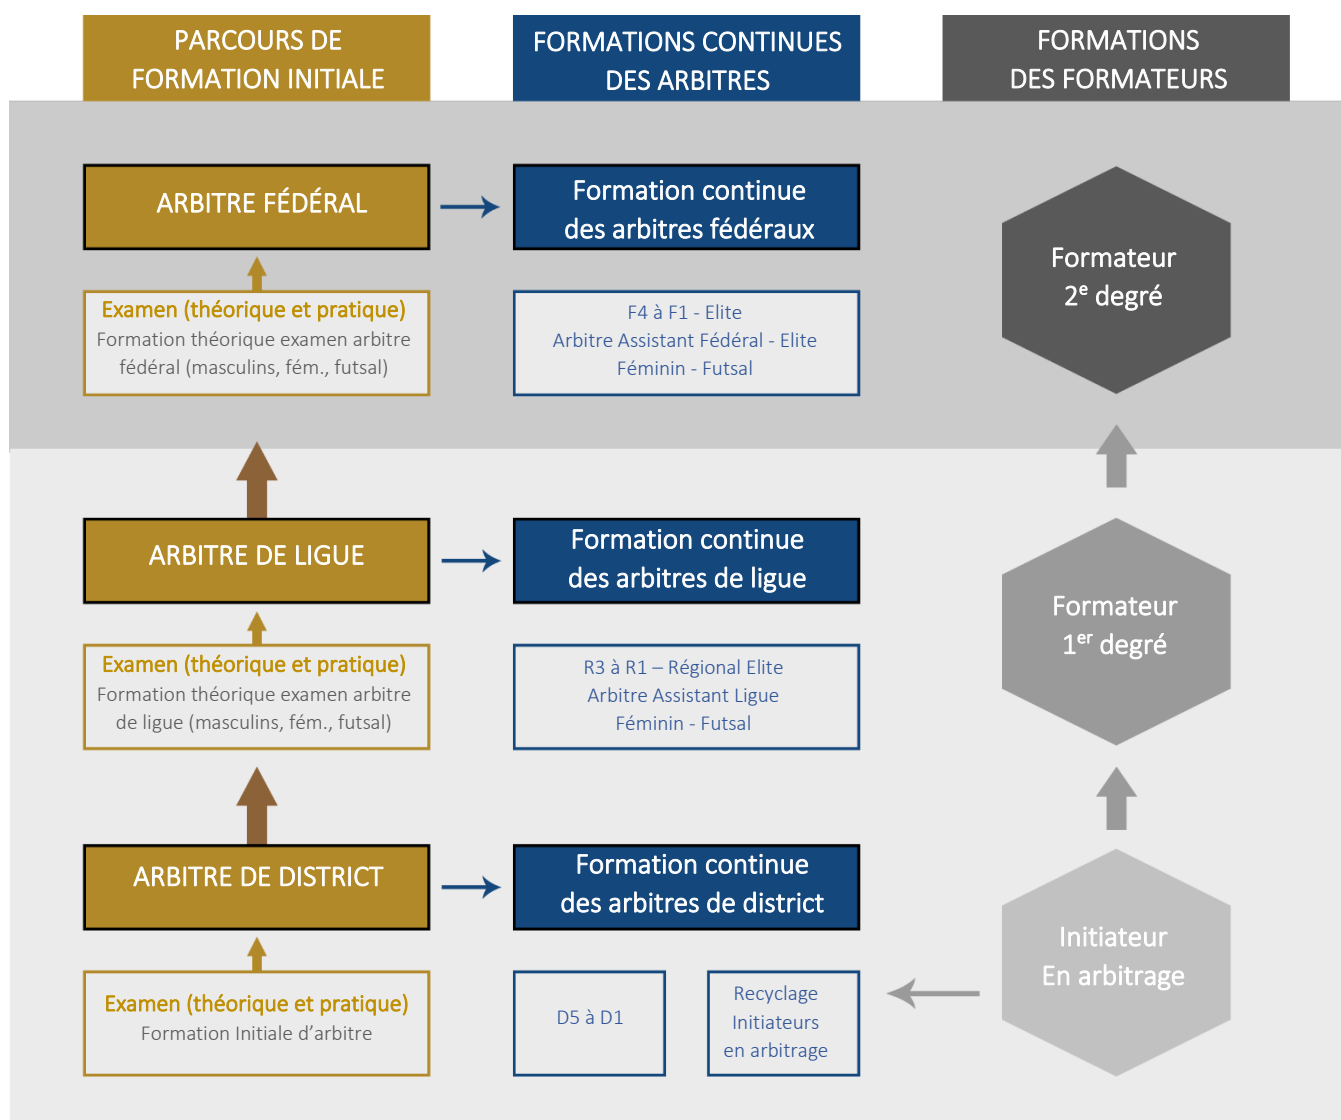 PARCOURS DE
FORMATION INITIALE
FORMATIONS CONTINUES
DES ARBITRES
FORMATIONS
DES FORMATEURS
ARBITRE FÉDÉRAL
Formation continue
des arbitres fédéraux
Formateur
2e degré
Examen (théorique et pratique)
Formation théorique examen arbitre
fédéral (masculins, fém., futsal)
F4 à F1 - Elite
Arbitre Assistant Fédéral - Elite
Féminin - Futsal
ARBITRE DE LIGUE
Formation continue
des arbitres de ligue
Formateur
1er degré
Examen (théorique et pratique)
Formation théorique examen arbitre
de ligue (masculins, fém., futsal)
R3 à R1 – Régional Elite
Arbitre Assistant Ligue
Féminin - Futsal
ARBITRE DE DISTRICT
Formation continue
des arbitres de district
Initiateur
En arbitrage
Examen (théorique et pratique)
Formation Initiale d’arbitre
D5 à D1
Recyclage
Initiateurs
en arbitrage